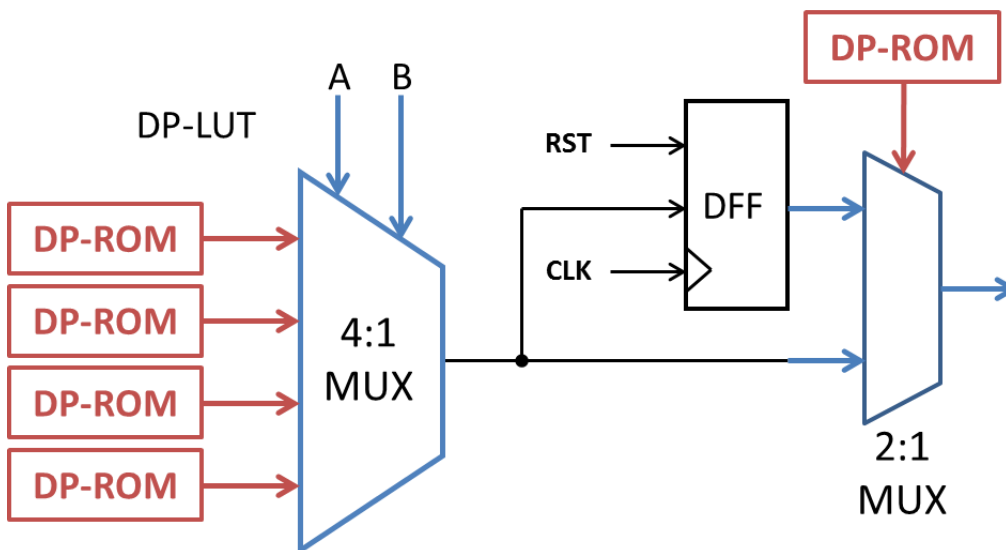 DP-ROM
A B
DP-LUT
RST
DFF
CLK
DP-ROM
DP-ROM
DP-ROM
DP-ROM
4:1
MUX
2:1
MUX